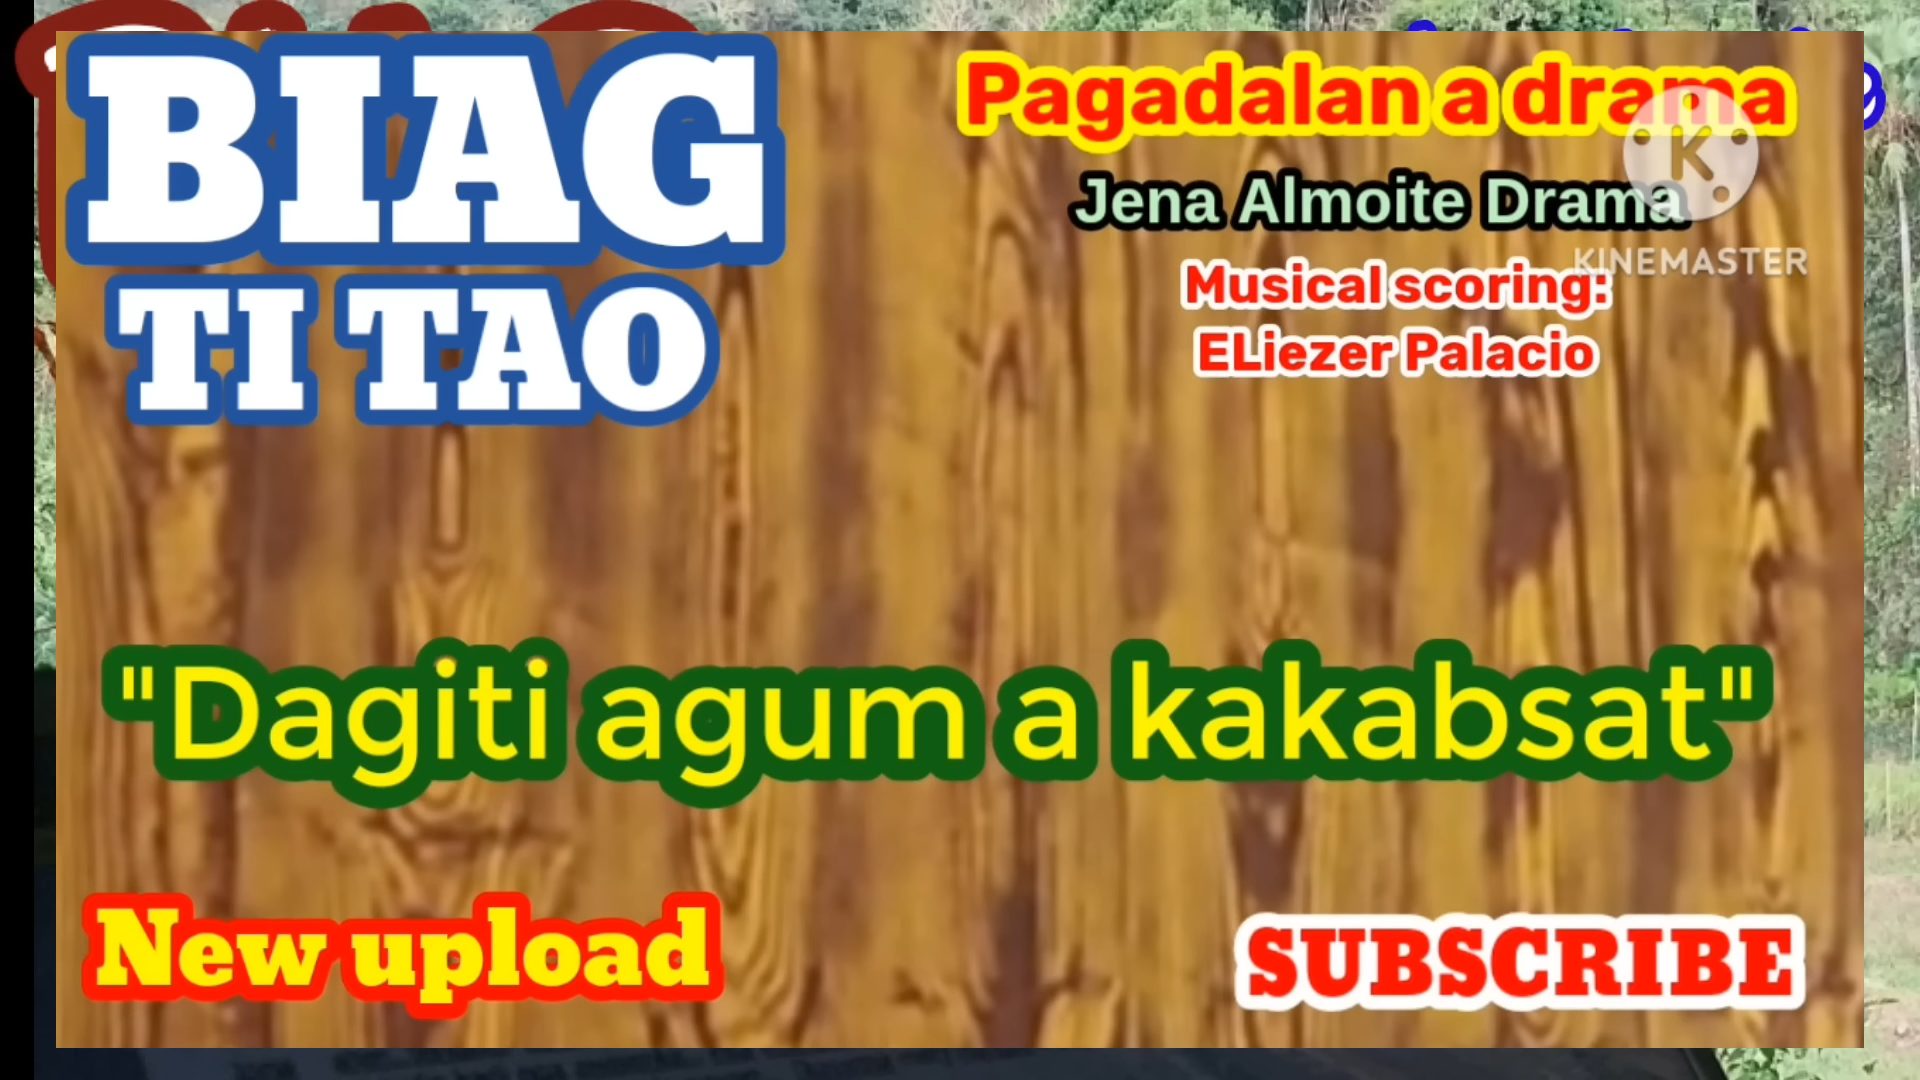 BIAG
TI TAO
Pagadalan a drama
Jena Almoite Drama
KINEMASTER
Musical scoring:
ELiezer Palacio
"Dagiti agum a kakabsat"
New upload
SUBSCRIBE